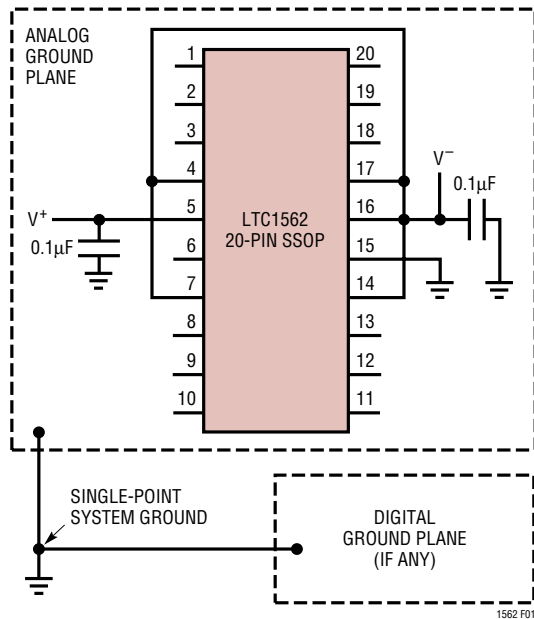 ANALOG
GROUND
PLANE
1
2
3
4
5
6
7
8
9
10
20
19
18
17
16
15
14
13
12
11
LTC1562
20-PIN SSOP
V+
0.1µF
V−
0.1µF
SINGLE-POINT
SYSTEM GROUND
DIGITAL
GROUND PLANE
(IF ANY)
1562 F01